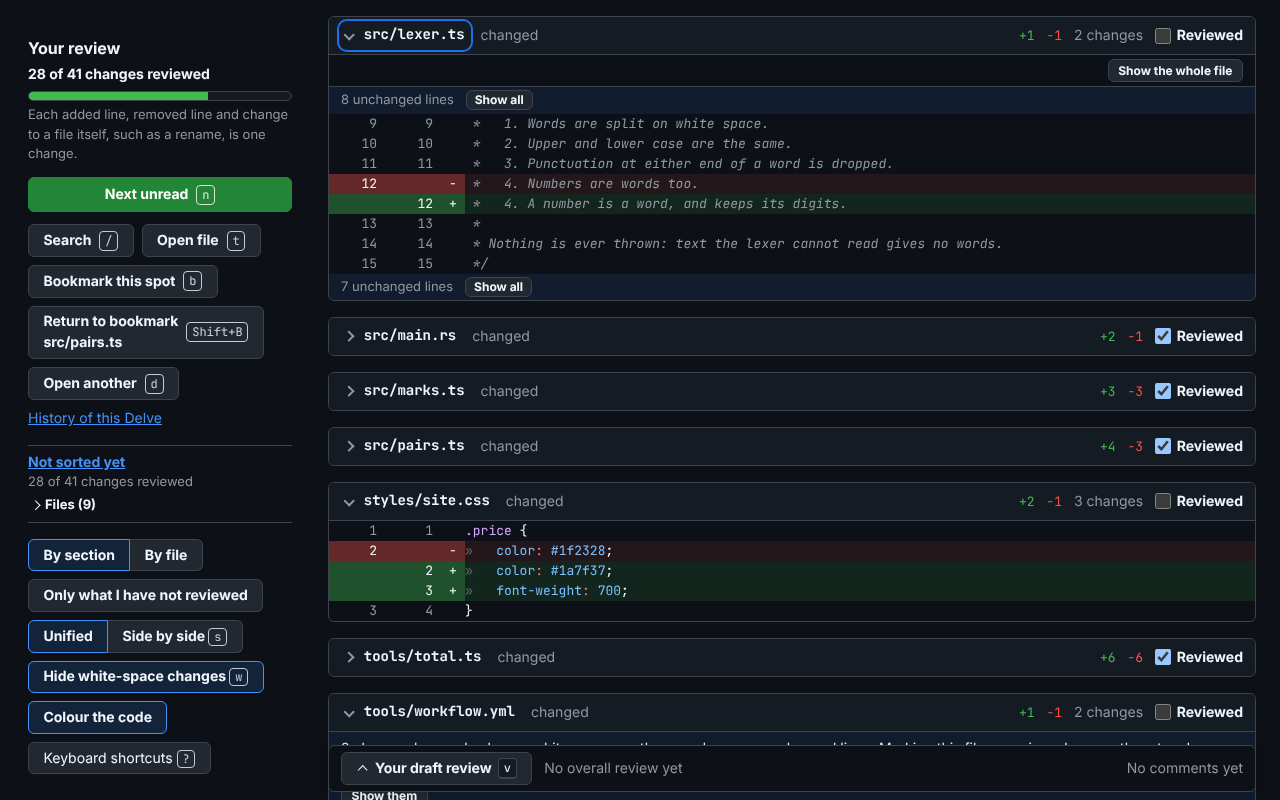 Your review
28 of 41 changes reviewed
Each added line, removed line and change
to a file itself, such as a rename, is one
change.
Next unread n
Search / Open file t
Bookmark this spot b
Return to bookmark
src/pairs.ts Shift+B
Open another d
History of this Delve
Not sorted yet
28 of 41 changes reviewed
Files (9)
By section By file
Only what I have not reviewed
Unified Side by side s
Hide white-space changes w
Colour the code
Keyboard shortcuts ?
src/lexer.ts changed +1 -1 2 changes Reviewed
Show the whole file
8 unchanged lines Show all
9 9 * 1. Words are split on white space.
10 10 * 2. Upper and lower case are the same.
11 11 * 3. Punctuation at either end of a word is dropped.
12 - * 4. Numbers are words too.
12 + * 4. A number is a word, and keeps its digits.
13 13 *
14 14 * Nothing is ever thrown: text the lexer cannot read gives no words.
15 15 */
7 unchanged lines Show all
src/main.rs changed +2 -1 Reviewed
src/marks.ts changed +3 -3 Reviewed
src/pairs.ts changed +4 -3 Reviewed
styles/site.css changed +2 -1 3 changes Reviewed
1 1 .price {
2 - » color: #1f2328;
2 + » color: #1a7f37;
3 + » font-weight: 700;
3 4 }
tools/total.ts changed +6 -6 Reviewed
tools/workflow.yml changed +1 -1 2 changes Reviewed
Your draft review v No overall review yet No comments yet
Show them